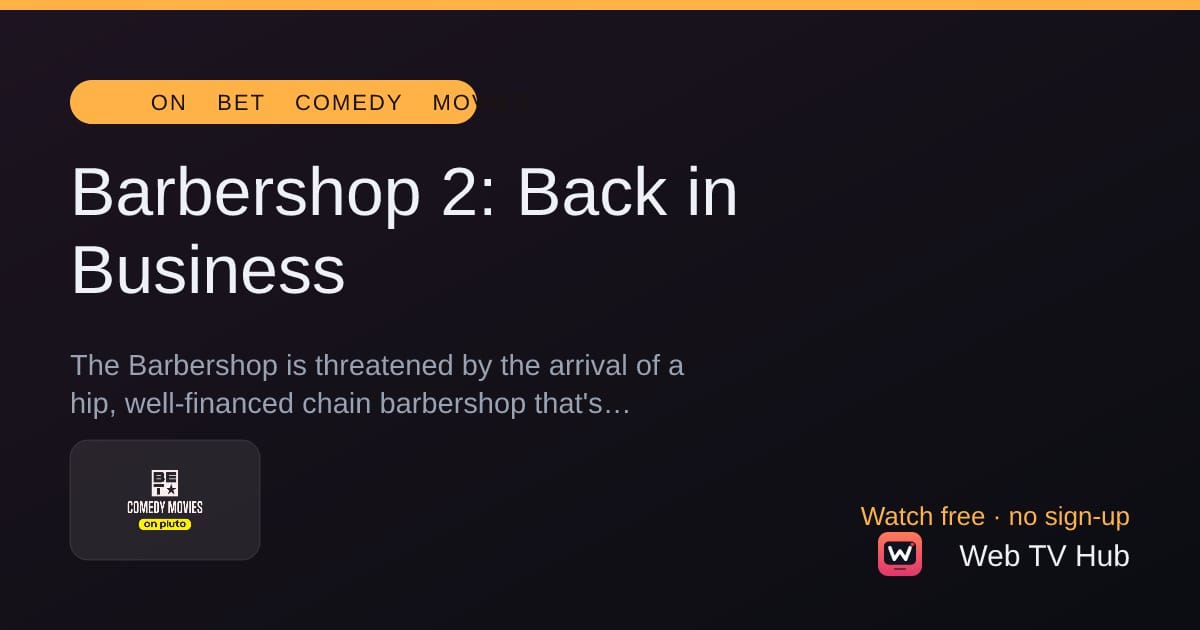 ON BET COMEDY MOVIES
Barbershop 2: Back in
Business
The Barbershop is threatened by the arrival of a
hip, well-financed chain barbershop that's…
BET
COMEDY MOVIES
on pluto
Watch free · no sign-up
W
Web TV Hub